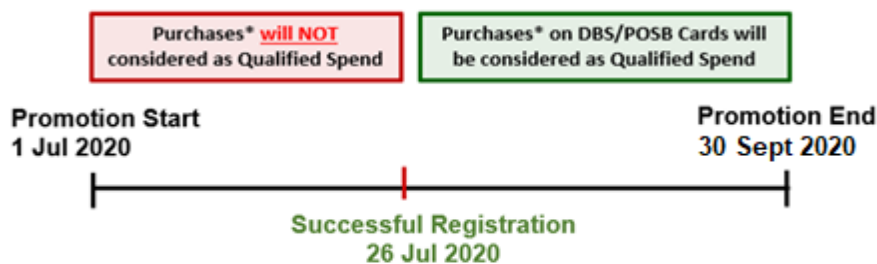 Purchases* will NOT
considered as Qualified Spend
Purchases* on DBS/POSB Cards will
be considered as Qualified Spend
Promotion Start
1 Jul 2020
Promotion End
30 Sept 2020
Successful Registration
26 Jul 2020